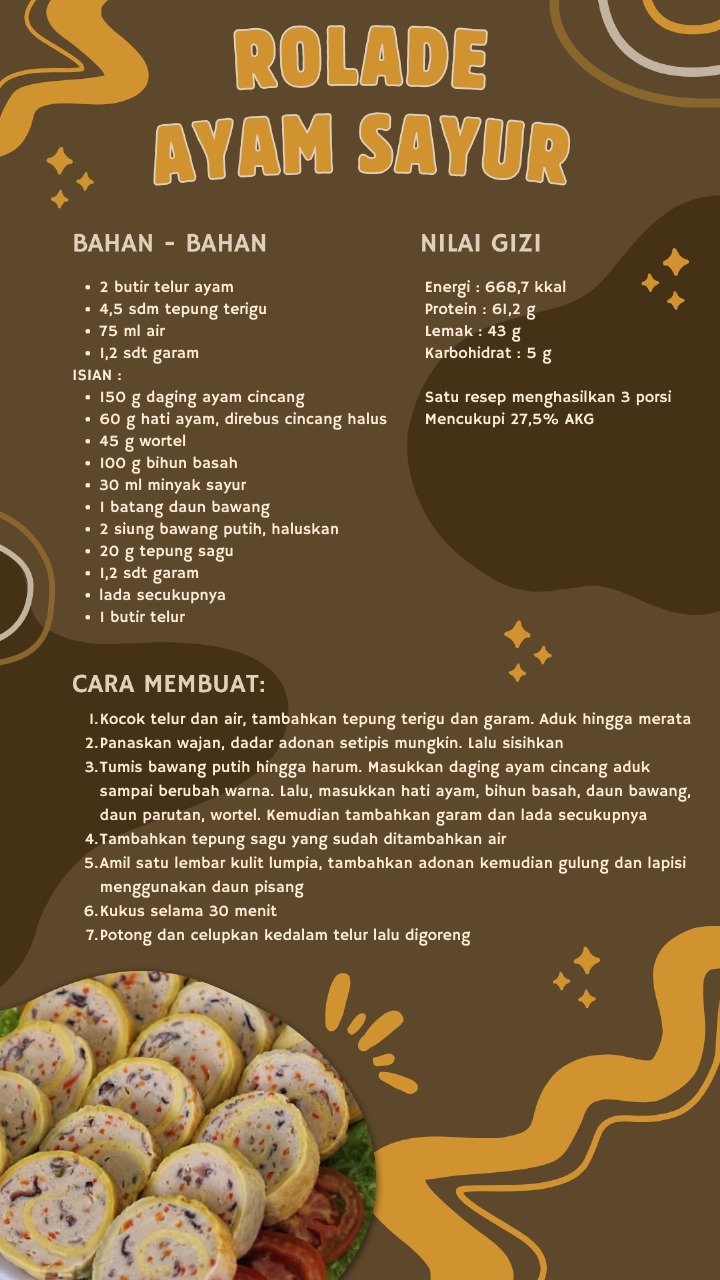 ROLADE
AYAM SAYUR
BAHAN - BAHAN
• 2 butir telur ayam
• 4,5 sdm tepung terigu
• 75 ml air
• 1,2 sdt garam
ISIAN :
• 150 g daging ayam cincang
• 60 g hati ayam, direbus cincang halus
• 45 g wortel
• 100 g bihun basah
• 30 ml minyak sayur
• 1 batang daun bawang
• 2 siung bawang putih, haluskan
• 20 g tepung sagu
• 1,2 sdt garam
• lada secukupnya
• 1 butir telur
NILAI GIZI
Energi : 668,7 kkal
Protein : 61,2 g
Lemak : 43 g
Karbohidrat : 5 g
Satu resep menghasilkan 3 porsi
Mencukupi 27,5% AKG
CARA MEMBUAT:
1.Kocok telur dan air, tambahkan tepung terigu dan garam. Aduk hingga merata
2.Panaskan wajan, dadar adonan setipis mungkin. Lalu sisihkan
3.Tumis bawang putih hingga harum. Masukkan daging ayam cincang aduk
sampai berubah warna. Lalu, masukkan hati ayam, bihun basah, daun bawang,
daun parutan, wortel. Kemudian tambahkan garam dan lada secukupnya
4.Tambahkan tepung sagu yang sudah ditambahkan air
5.Amil satu lembar kulit lumpia, tambahkan adonan kemudian gulung dan lapisi
menggunakan daun pisang
6.Kukus selama 30 menit
7.Potong dan celupkan kedalam telur lalu digoreng